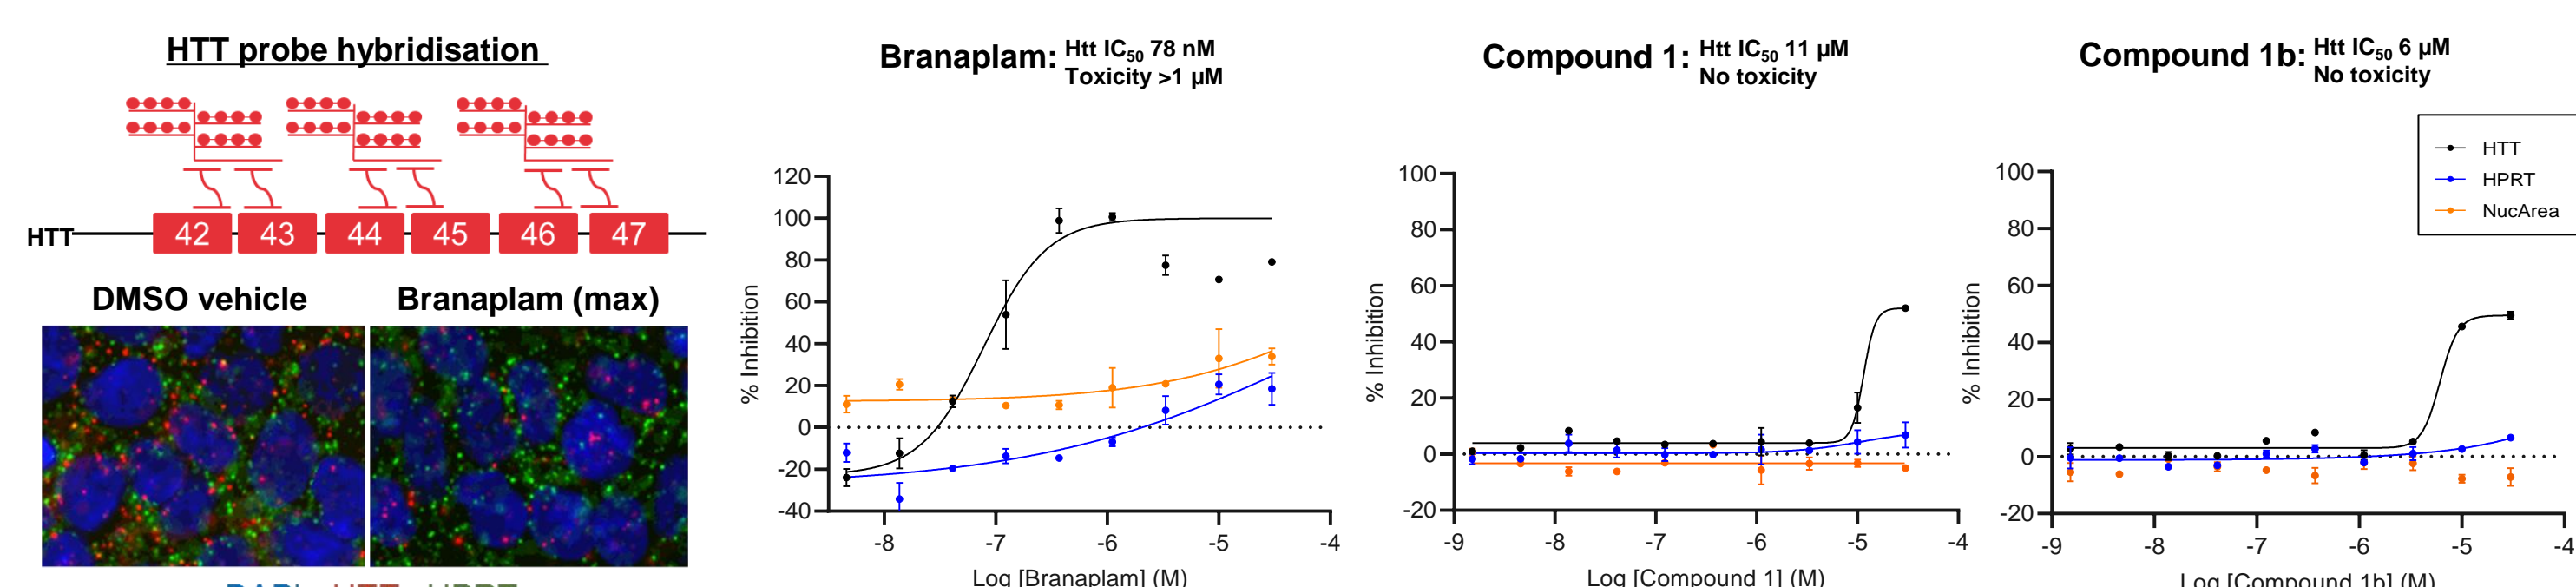 HTT probe hybridisation
HTT
42 43 44 45 46 47
DMSO vehicle
Branaplam (max)
Branaplam: Htt IC50 78 nM
Toxicity >1 µM
120
100
80
60
40
20
0
-20
-40
% Inhibition
-8 -7 -6 -5 -4
Log [Branaplam] (M)
Compound 1: Htt IC50 11 µM
No toxicity
100
80
60
40
20
0
-20
% Inhibition
-9 -8 -7 -6 -5 -4
Log [Compound 1] (M)
Compound 1b: Htt IC50 6 µM
No toxicity
HTT
HPRT
NucArea
100
80
60
40
20
0
-20
% Inhibition
-9 -8 -7 -6 -5 -4
Log [Compound 1b] (M)